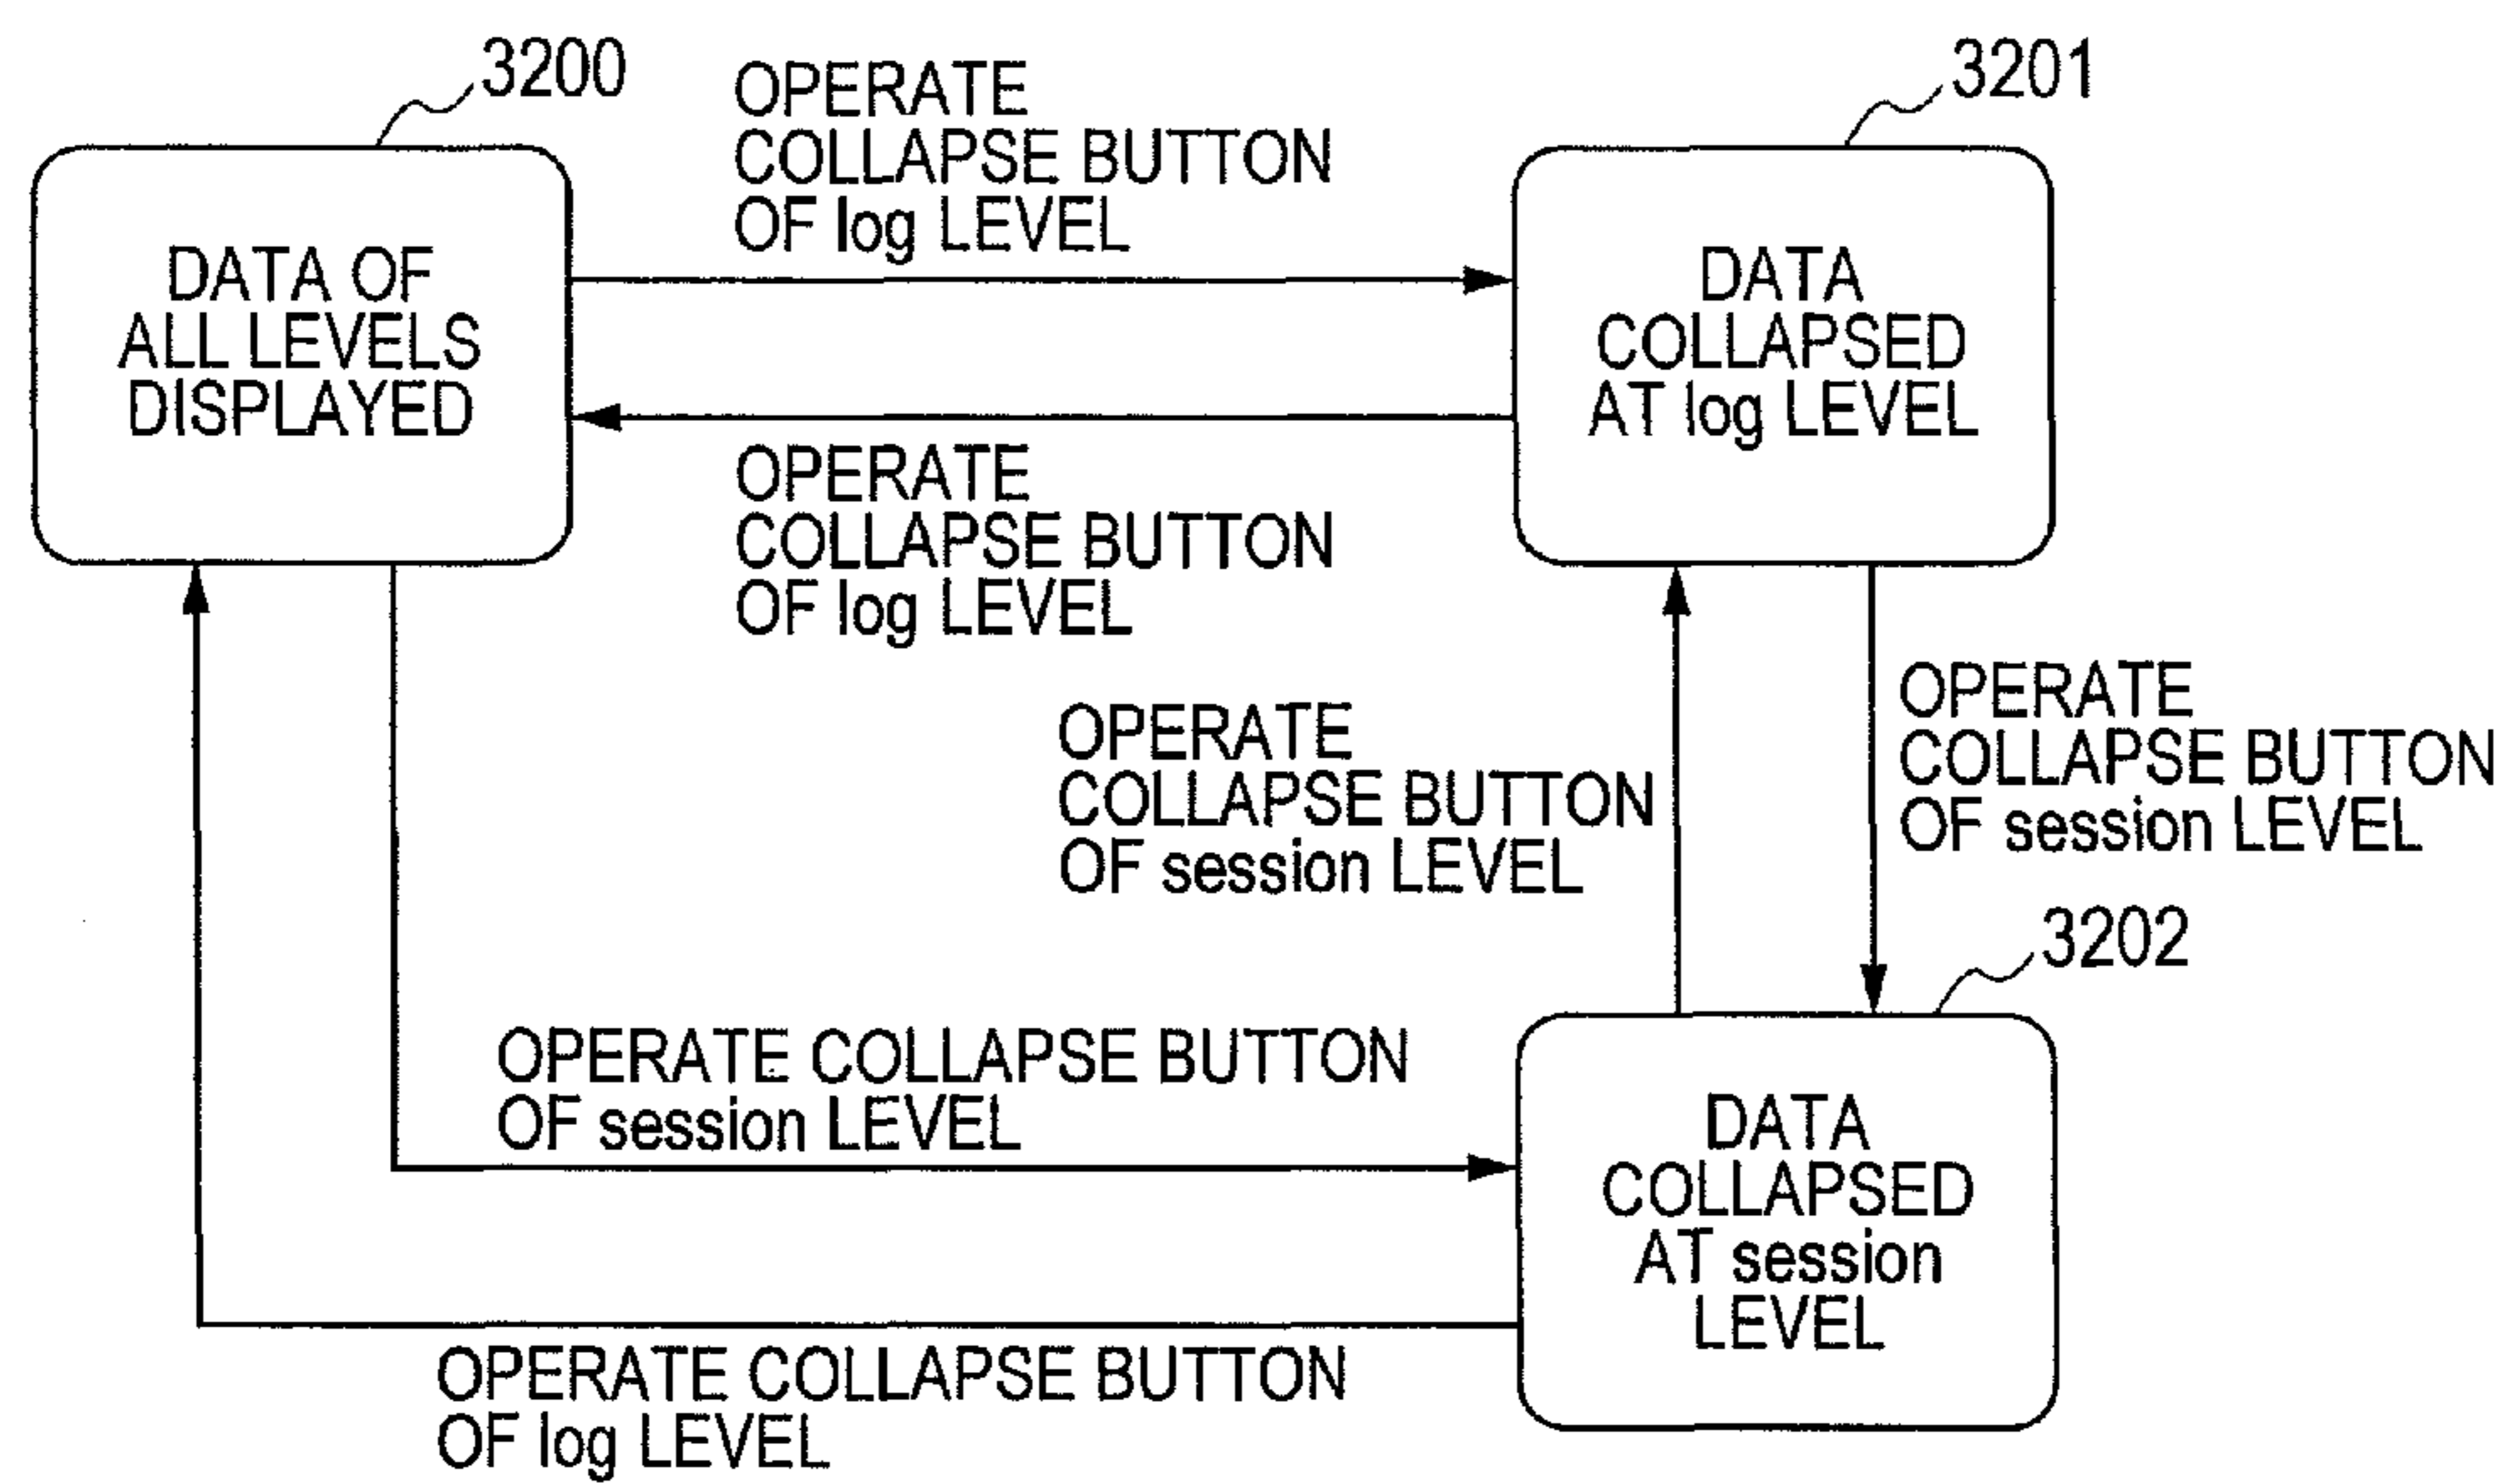 3200
OPERATE
COLLAPSE BUTTON
OF log LEVEL
3201
DATA OF
ALL LEVELS
DISPLAYED
DATA
COLLAPSED
AT log LEVEL
OPERATE
COLLAPSE BUTTON
OF log LEVEL
OPERATE
COLLAPSE BUTTON
OF session LEVEL
OPERATE
COLLAPSE BUTTON
OF session LEVEL
3202
OPERATE COLLAPSE BUTTON
OF session LEVEL
DATA
COLLAPSED
AT session
LEVEL
OPERATE COLLAPSE BUTTON
OF log LEVEL